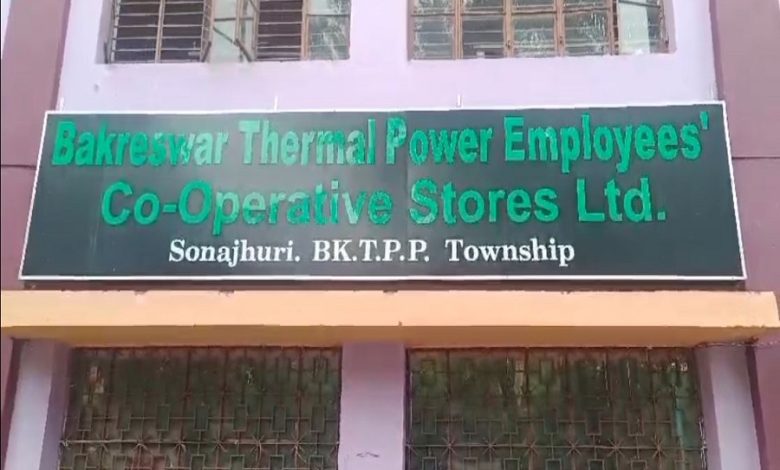 Bakreswar Thermal Power Employees'
Co-Operative Stores Ltd.
Sonajhuri. BK.T.P.P. Township